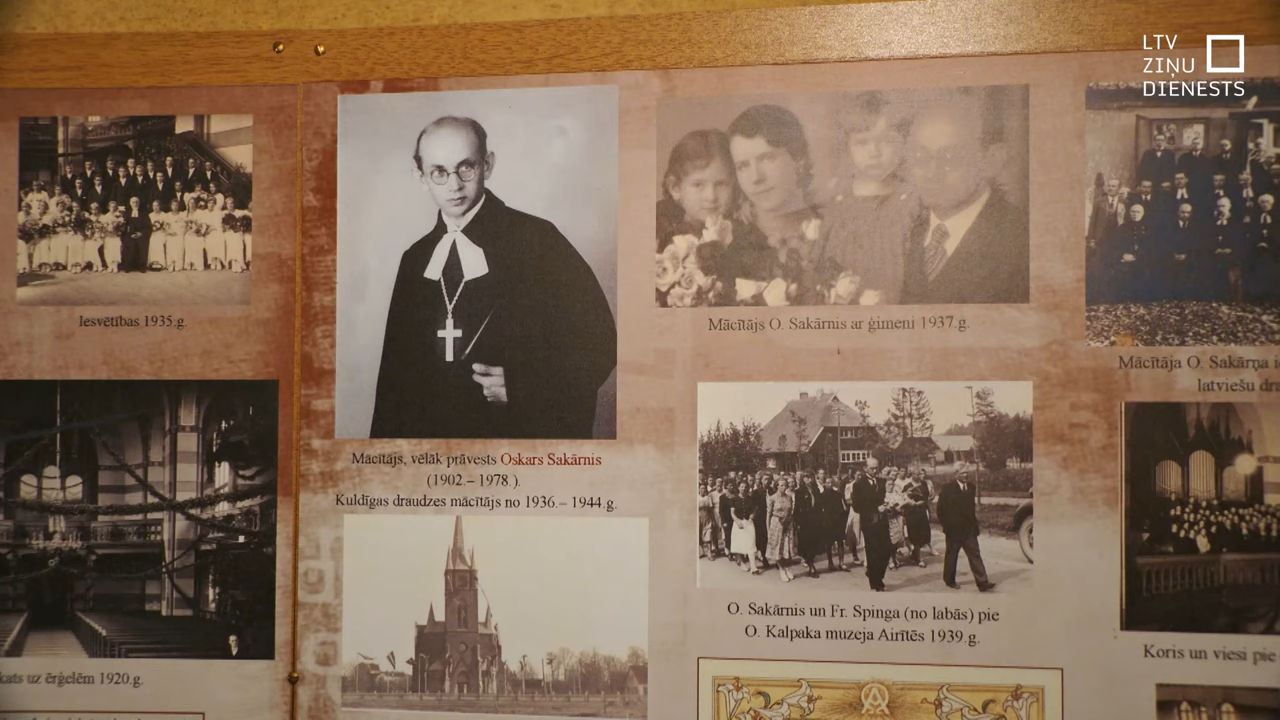 LTV
ZIŅU
DIENESTS
Iesvētības 1935.g.
Mācītājs, vēlāk prāvests Oskars Sakārnis
(1902.– 1978.).
Kuldīgas draudzes mācītājs no 1936.– 1944.g.
Mācītājs O. Sakārnis ar ģimeni 1937.g.
Mācītāja O. Sakārņa
latviešu
kats uz ērģelēm 1920.g.
O. Sakārnis un Fr. Spinga (no labās) pie
O. Kalpaka muzeja Airītēs 1939.g.
Koris un viesi pie